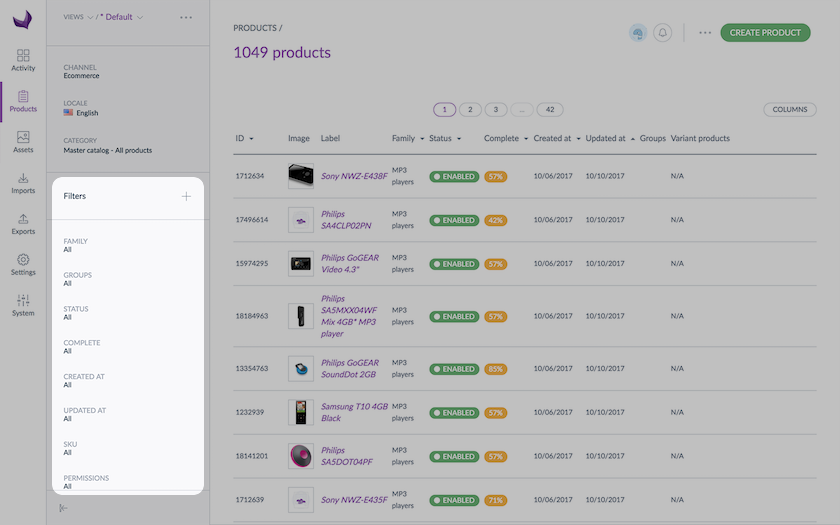 VIEWS / * Default
Activity
Products
Assets
Imports
Exports
Settings
System
CHANNEL
Ecommerce
LOCALE
English
CATEGORY
Master catalog - All products
Filters
FAMILY
All
GROUPS
All
STATUS
All
COMPLETE
All
CREATED AT
All
UPDATED AT
All
SKU
All
PERMISSIONS
All
PRODUCTS /
1049 products
CREATE PRODUCT
1 2 3 ... 42
COLUMNS
ID Image Label Family Status Complete Created at Updated at Groups Variant products
1712634 Sony NWZ-E438F MP3 players ENABLED 57% 10/06/2017 10/10/2017 N/A
17496614 Philips SA4CLP02PN MP3 players ENABLED 42% 10/06/2017 10/10/2017 N/A
15974295 Philips GoGEAR Video 4.3" MP3 players ENABLED 57% 10/06/2017 10/10/2017 N/A
18184963 Philips SA5MXX04WF Mix 4GB* MP3 player MP3 players ENABLED 57% 10/06/2017 10/10/2017 N/A
13354763 Philips GoGEAR SoundDot 2GB MP3 players ENABLED 85% 10/06/2017 10/10/2017 N/A
1232939 Samsung T10 4GB Black MP3 players ENABLED 57% 10/06/2017 10/10/2017 N/A
18141201 Philips SA5DOT04PF MP3 players ENABLED 57% 10/06/2017 10/10/2017 N/A
1712639 Sony NWZ-E435F MP3 players ENABLED 71% 10/06/2017 10/10/2017 N/A